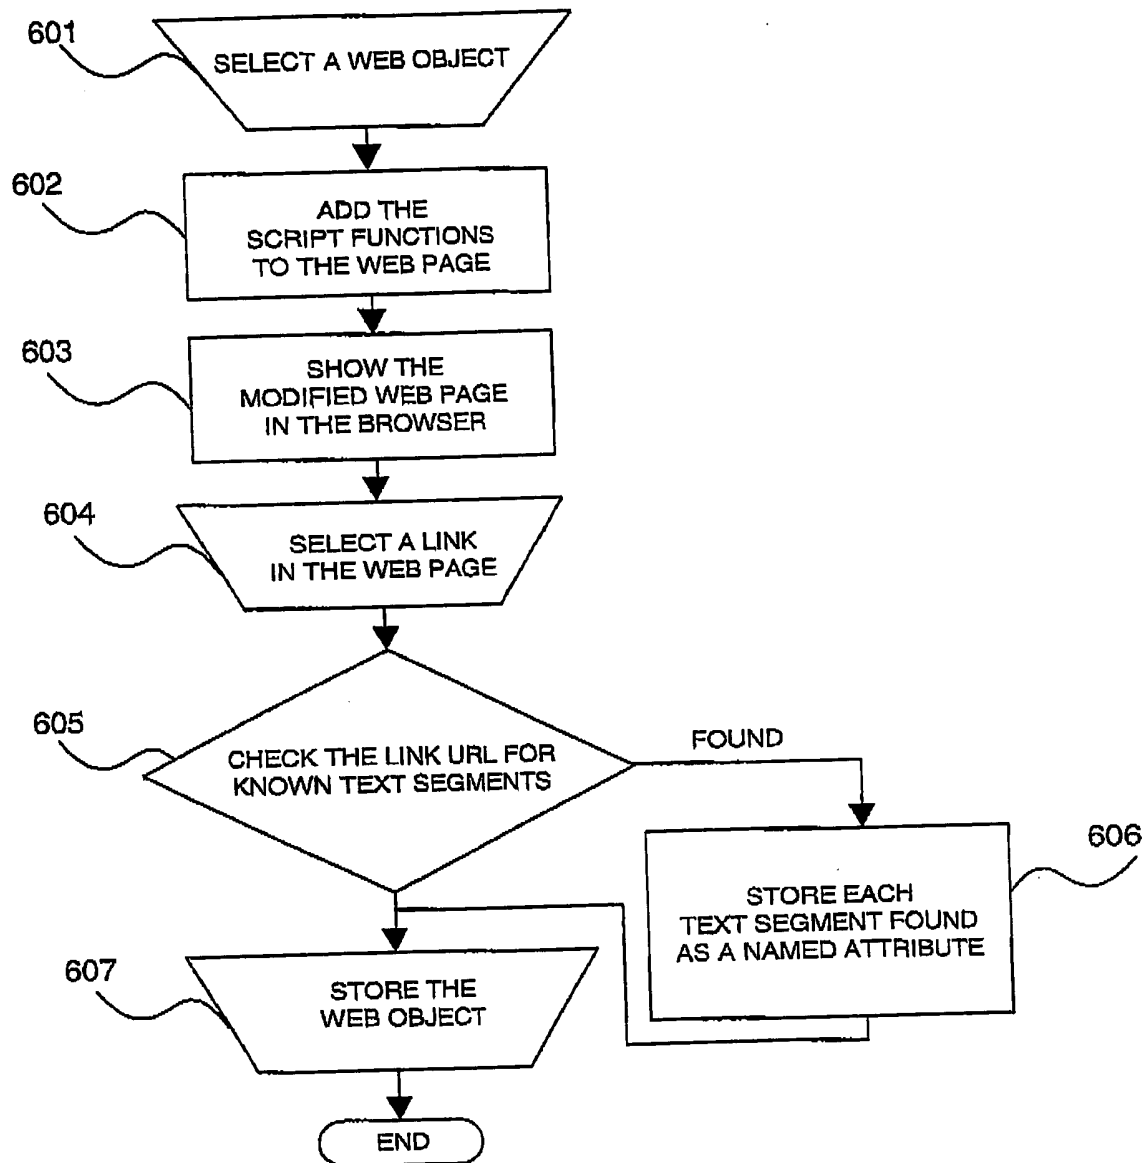 601
SELECT A WEB OBJECT
602
ADD THE
SCRIPT FUNCTIONS
TO THE WEB PAGE
603
SHOW THE
MODIFIED WEB PAGE
IN THE BROWSER
604
SELECT A LINK
IN THE WEB PAGE
605
CHECK THE LINK URL FOR
KNOWN TEXT SEGMENTS
FOUND
606
STORE EACH
TEXT SEGMENT FOUND
AS A NAMED ATTRIBUTE
607
STORE THE
WEB OBJECT
END